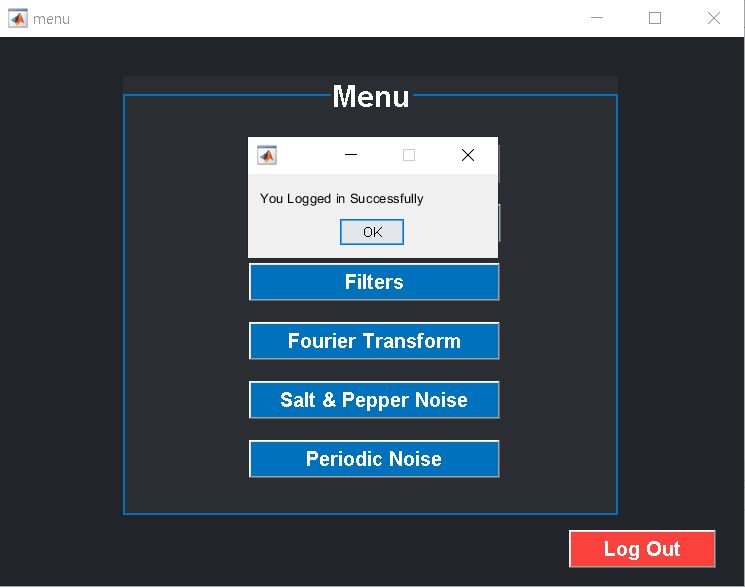 menu
Menu
You Logged in Successfully
OK
Filters
Fourier Transform
Salt & Pepper Noise
Periodic Noise
Log Out